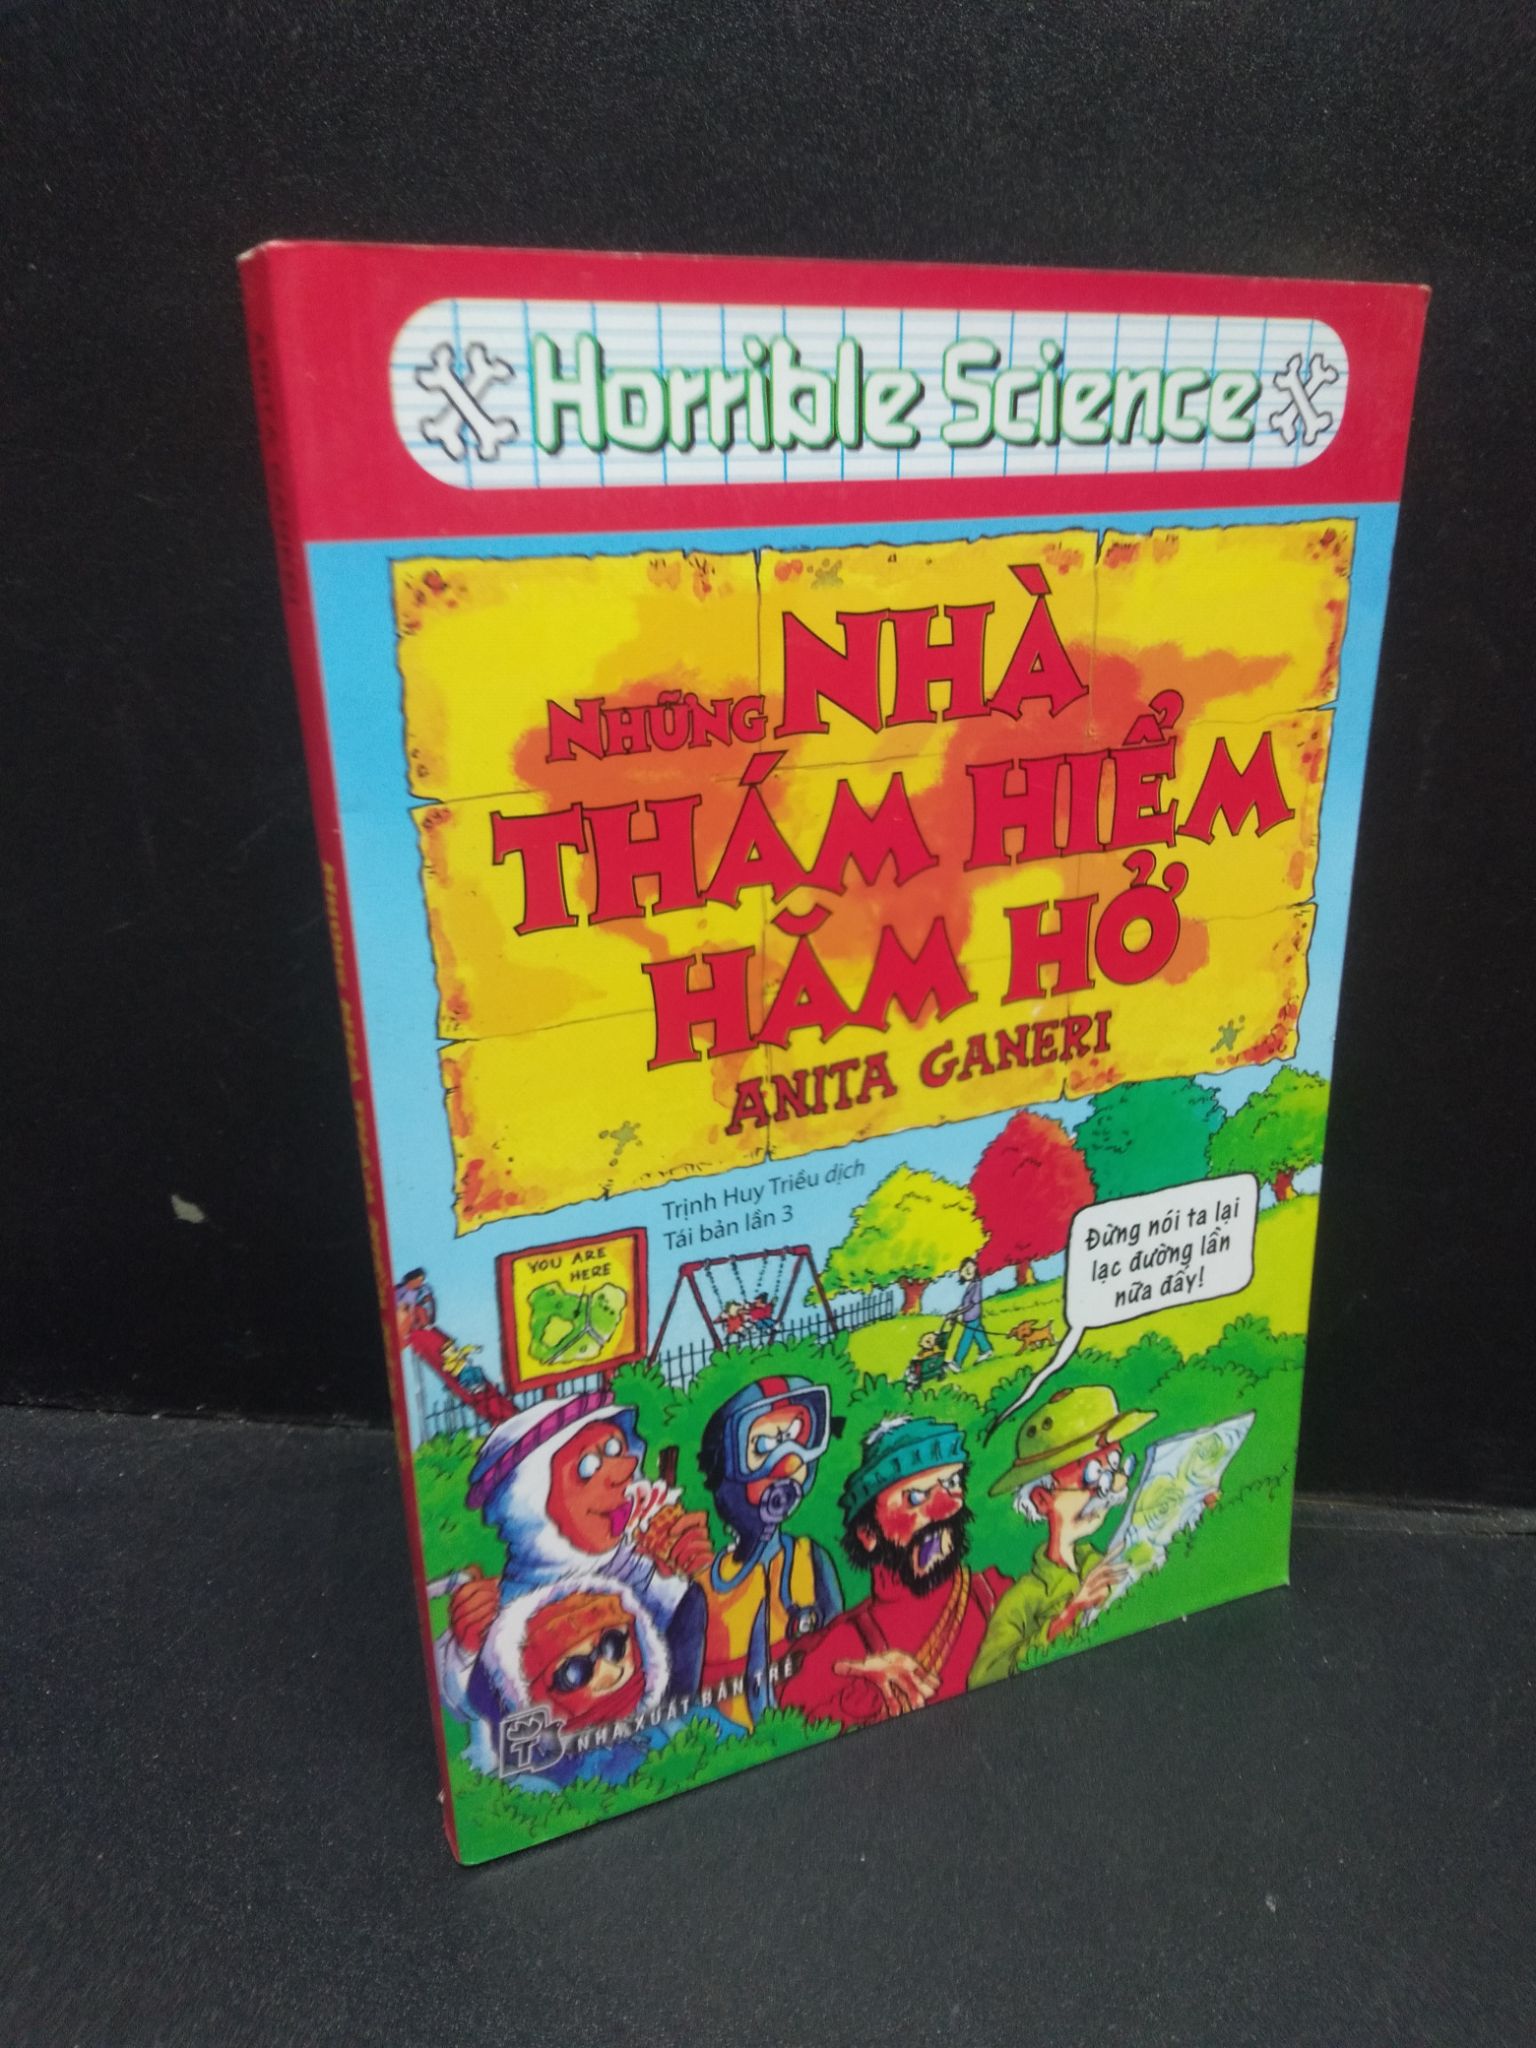 Horrible Science
NHỮNG NHÀ
THÁM HIỂM
HĂM HỞ
ANITA GANERI
Trịnh Huy Triều dịch
Tái bản lần 3
YOU ARE
HERE
Đừng nói ta lại
lạc đường lần
nữa đấy!
NHÀ XUẤT BẢN TRẺ